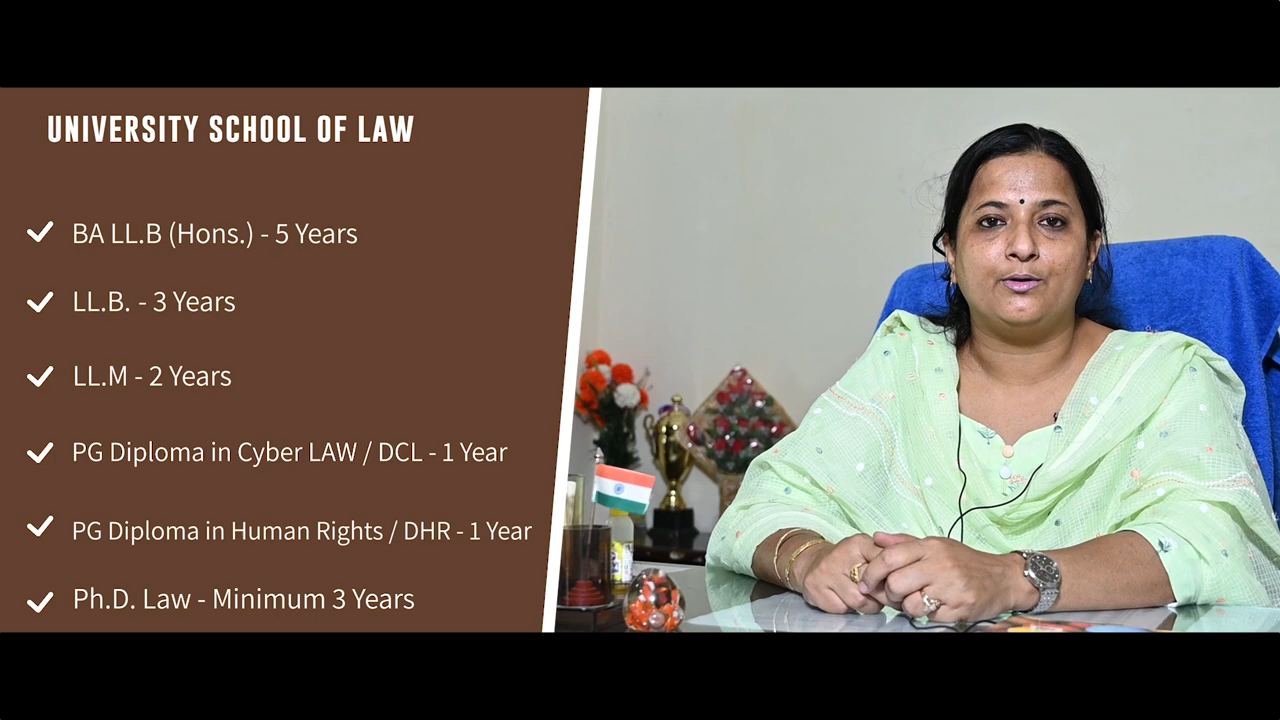 UNIVERSITY SCHOOL OF LAW
BA LL.B (Hons.) - 5 Years
LL.B. - 3 Years
LL.M - 2 Years
PG Diploma in Cyber LAW / DCL - 1 Year
PG Diploma in Human Rights / DHR - 1 Year
Ph.D. Law - Minimum 3 Years